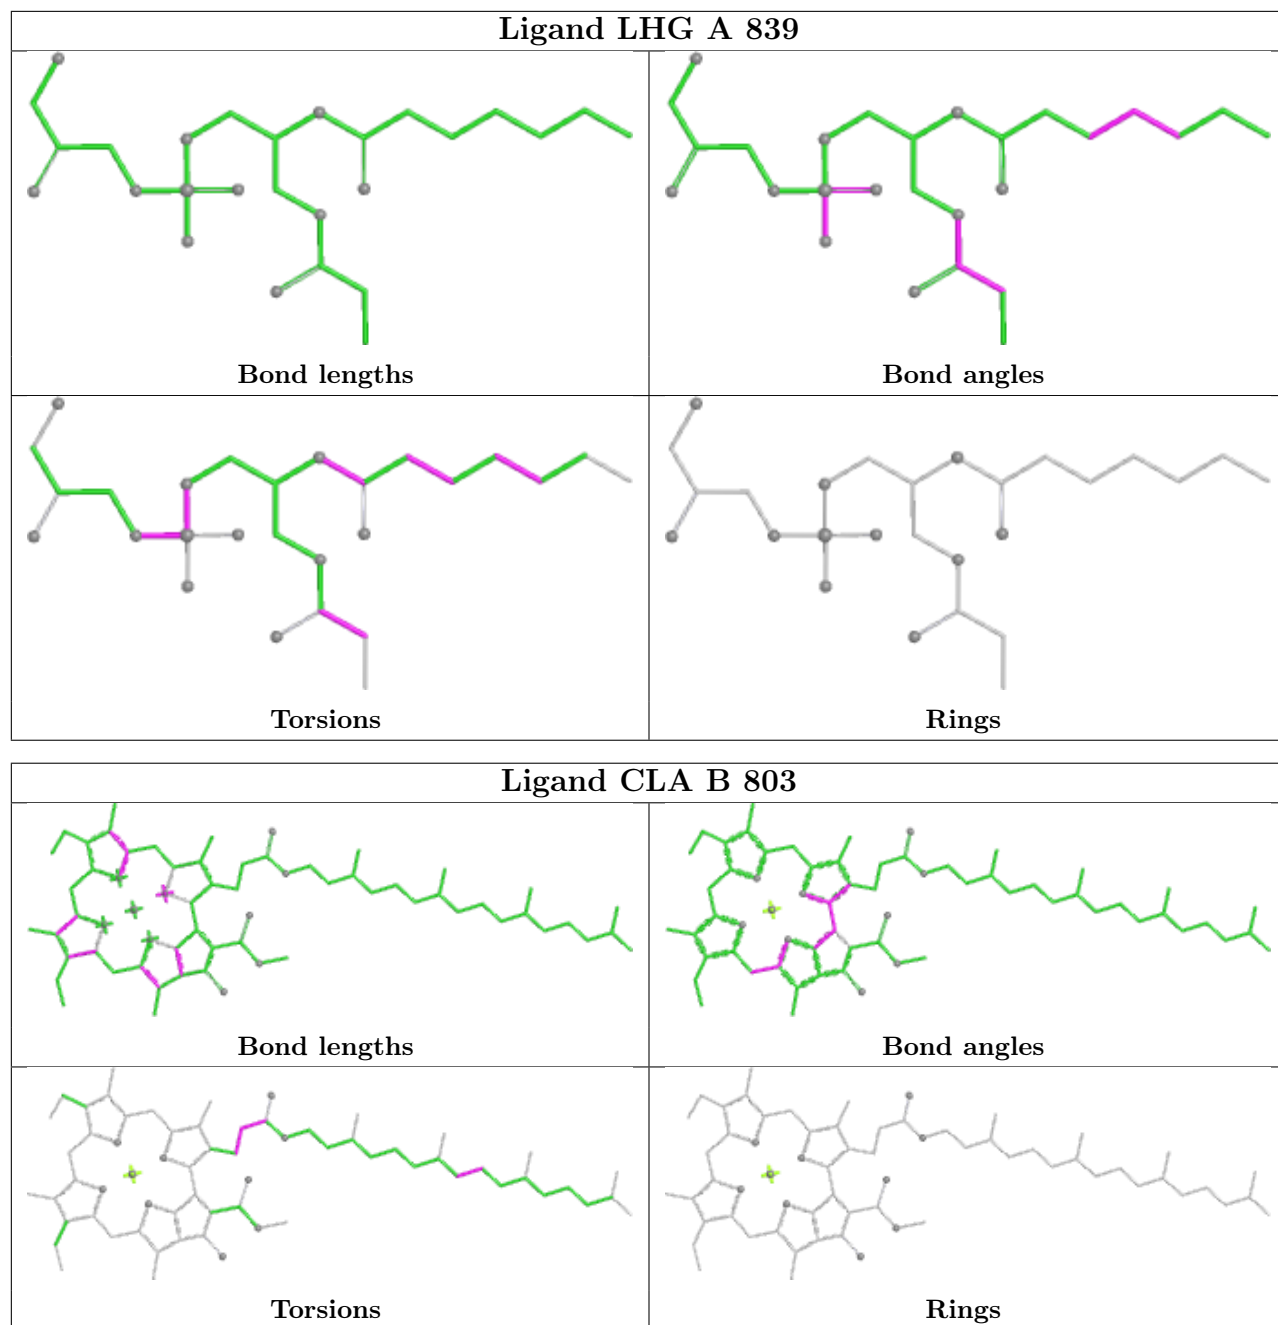 Ligand LHG A 839
Bond lengths
Bond angles
Torsions
Rings
Ligand CLA B 803
Bond lengths
Bond angles
Torsions
Rings